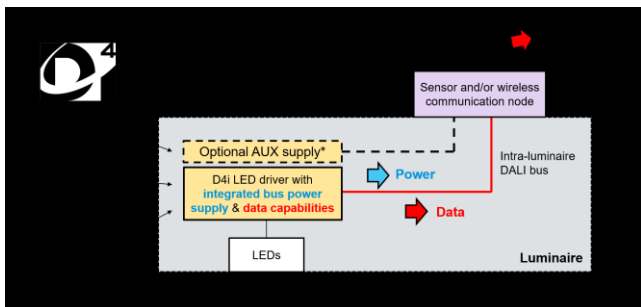 4
Sensor and/or wireless
communication node
Optional AUX supply*
D4i LED driver with
integrated bus power
supply & data capabilities
Power
Data
Intra-luminaire
DALI bus
LEDs
Luminaire